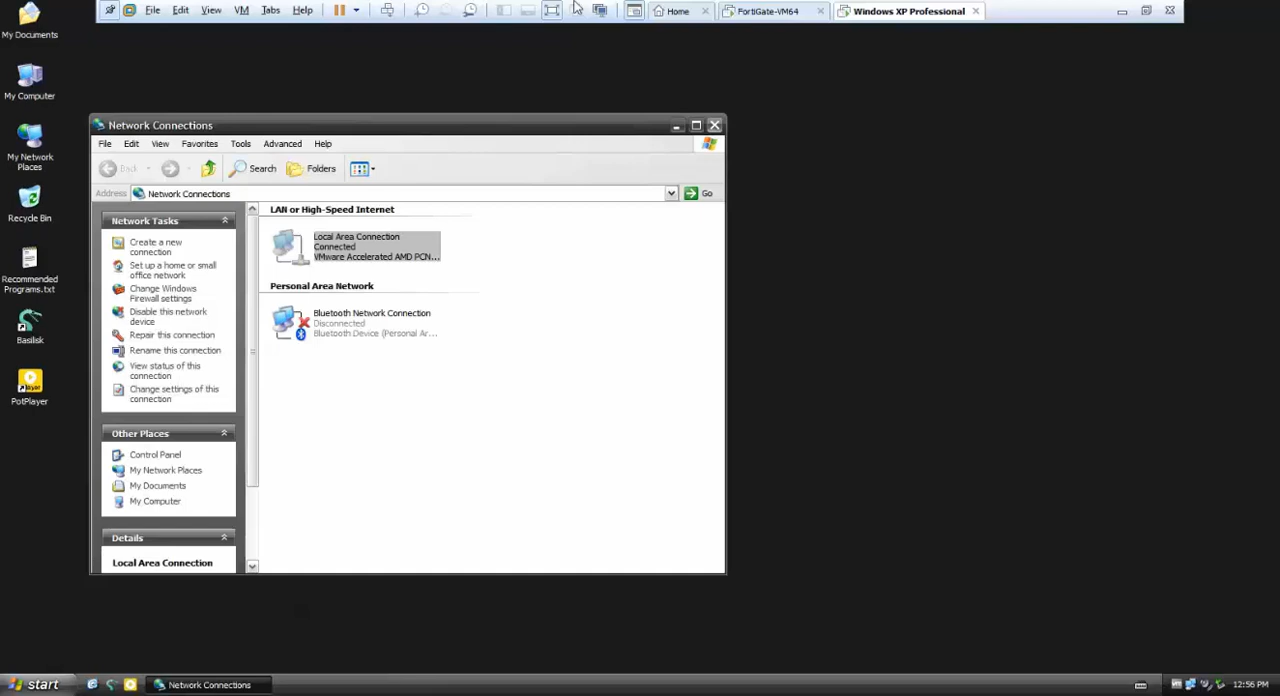 File Edit View VM Tabs Help Home FortiGate-VM64 Windows XP Professional
My Documents
My Computer
My Network
Places
Recycle Bin
Recommended
Programs.txt
Basilisk
PotPlayer
Network Connections
File Edit View Favorites Tools Advanced Help
Back Search Folders
Address Network Connections Go
Network Tasks
Create a new
connection
Set up a home or small
office network
Change Windows
Firewall settings
Disable this network
device
Repair this connection
Rename this connection
View status of this
connection
Change settings of this
connection
Other Places
Control Panel
My Network Places
My Documents
My Computer
Details
Local Area Connection
LAN or High-Speed Internet
Local Area Connection
Connected
VMware Accelerated AMD PCN...
Personal Area Network
Bluetooth Network Connection
Disconnected
Bluetooth Device (Personal Ar...
start Network Connections 12:56 PM